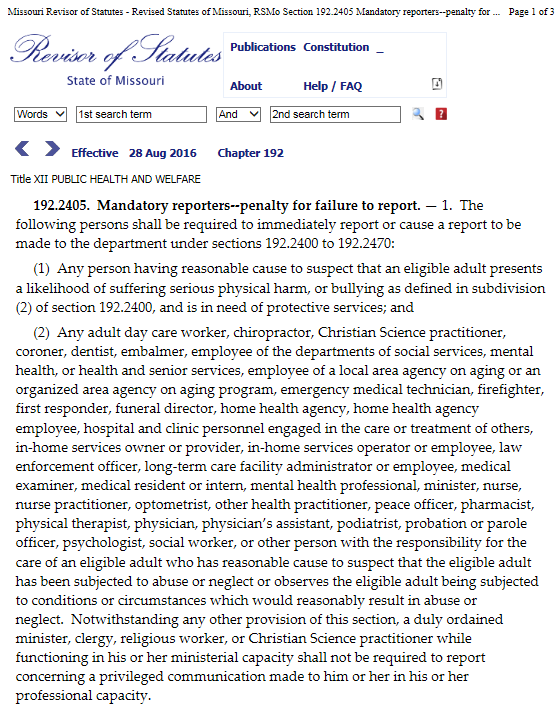 Missouri Revisor of Statutes - Revised Statutes of Missouri, RSMo Section 192.2405 Mandatory reporters--penalty for ... Page 1 of 3
Revisor of Statutes
State of Missouri
Publications Constitution _
About Help / FAQ
Words 1st search term And 2nd search term ?
Effective 28 Aug 2016 Chapter 192
Title XII PUBLIC HEALTH AND WELFARE
192.2405. Mandatory reporters--penalty for failure to report. — 1. The
following persons shall be required to immediately report or cause a report to be
made to the department under sections 192.2400 to 192.2470:
(1) Any person having reasonable cause to suspect that an eligible adult presents
a likelihood of suffering serious physical harm, or bullying as defined in subdivision
(2) of section 192.2400, and is in need of protective services; and
(2) Any adult day care worker, chiropractor, Christian Science practitioner,
coroner, dentist, embalmer, employee of the departments of social services, mental
health, or health and senior services, employee of a local area agency on aging or an
organized area agency on aging program, emergency medical technician, firefighter,
first responder, funeral director, home health agency, home health agency
employee, hospital and clinic personnel engaged in the care or treatment of others,
in-home services owner or provider, in-home services operator or employee, law
enforcement officer, long-term care facility administrator or employee, medical
examiner, medical resident or intern, mental health professional, minister, nurse,
nurse practitioner, optometrist, other health practitioner, peace officer, pharmacist,
physical therapist, physician, physician's assistant, podiatrist, probation or parole
officer, psychologist, social worker, or other person with the responsibility for the
care of an eligible adult who has reasonable cause to suspect that the eligible adult
has been subjected to abuse or neglect or observes the eligible adult being subjected
to conditions or circumstances which would reasonably result in abuse or
neglect. Notwithstanding any other provision of this section, a duly ordained
minister, clergy, religious worker, or Christian Science practitioner while
functioning in his or her ministerial capacity shall not be required to report
concerning a privileged communication made to him or her in his or her
professional capacity.